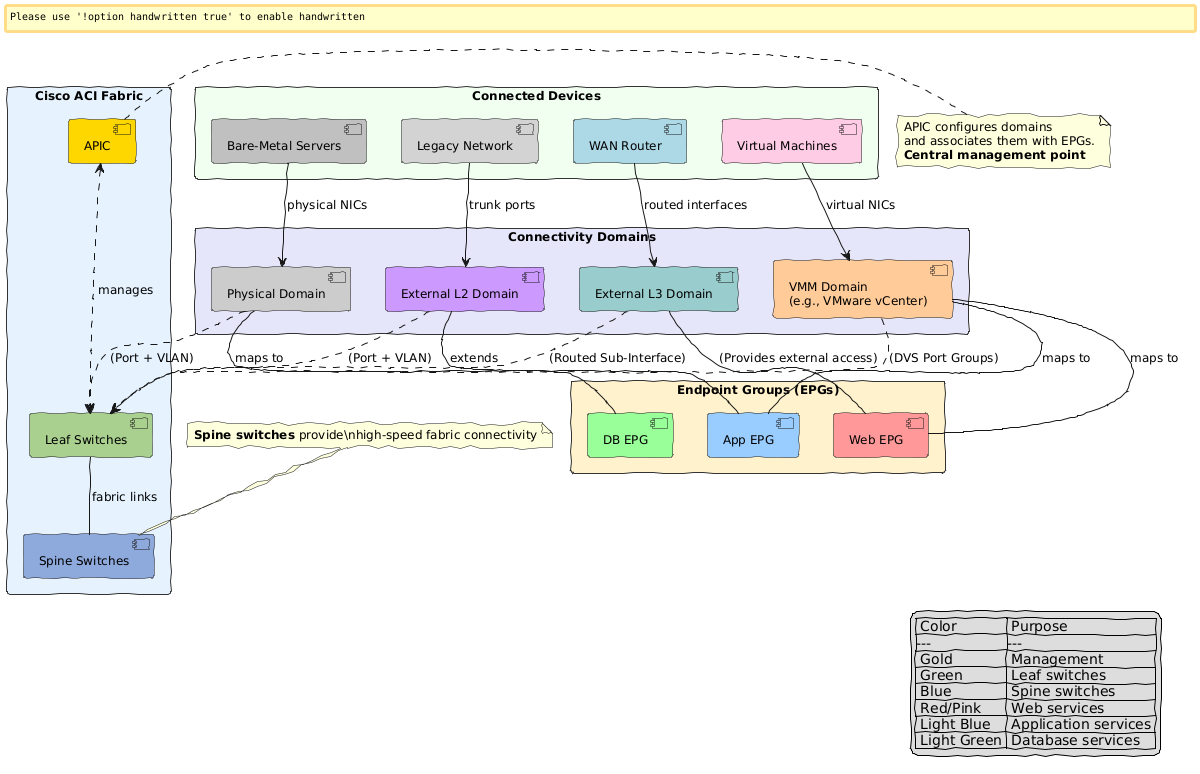 Please use '!option handwritten true' to enable handwritten
Cisco ACI Fabric
Connected Devices
APIC
Bare-Metal Servers
Legacy Network
WAN Router
Virtual Machines
APIC configures domains
and associates them with EPGs.
Central management point
physical NICs
trunk ports
routed interfaces
virtual NICs
Connectivity Domains
manages
Physical Domain
External L2 Domain
External L3 Domain
VMM Domain
(e.g., VMware vCenter)
(Port + VLAN)
maps to
(Port + VLAN)
extends
(Routed Sub-Interface)
(Provides external access)
(DVS Port Groups)
maps to
maps to
Endpoint Groups (EPGs)
Leaf Switches
Spine switches provide\nhigh-speed fabric connectivity
DB EPG
App EPG
Web EPG
fabric links
Spine Switches
Color Purpose
--- ---
Gold Management
Green Leaf switches
Blue Spine switches
Red/Pink Web services
Light Blue Application services
Light Green Database services